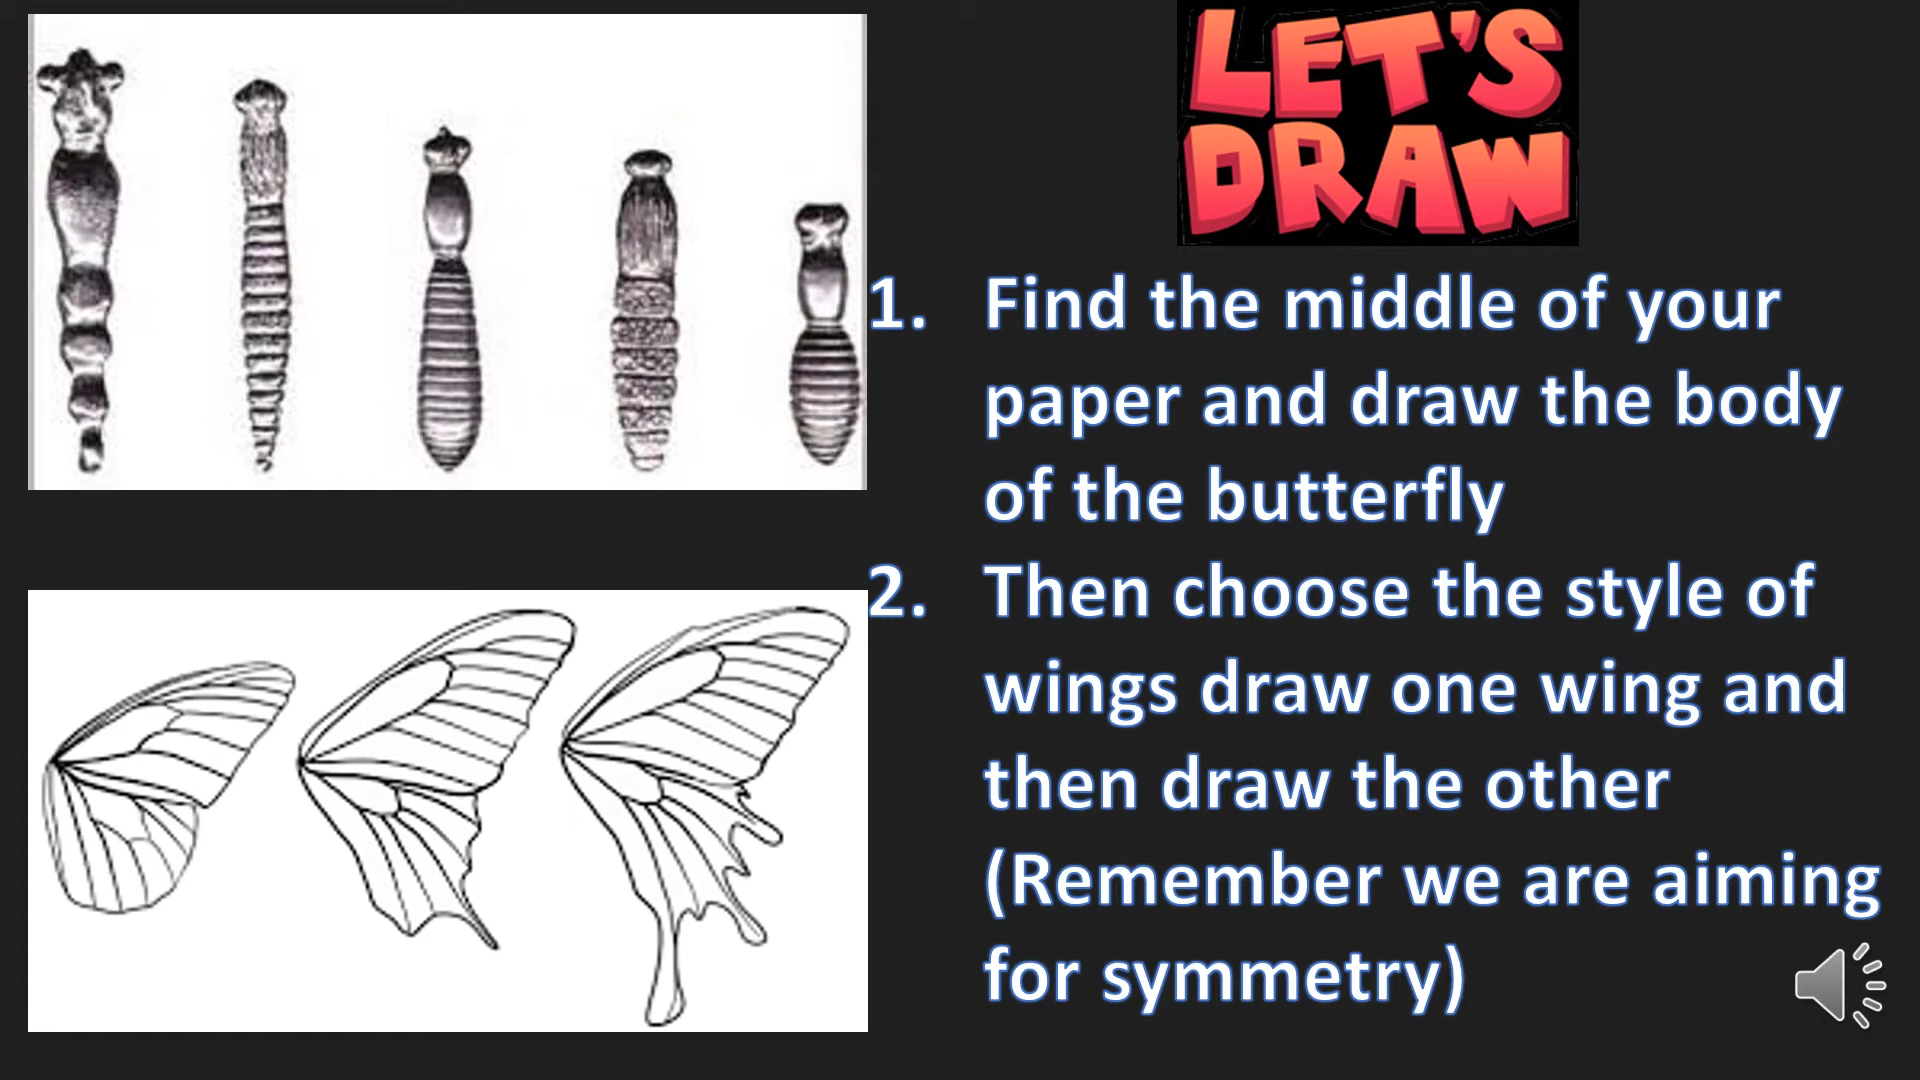 LET'S
DRAW
1. Find the middle of your
paper and draw the body
of the butterfly
2. Then choose the style of
wings draw one wing and
then draw the other
(Remember we are aiming
for symmetry)